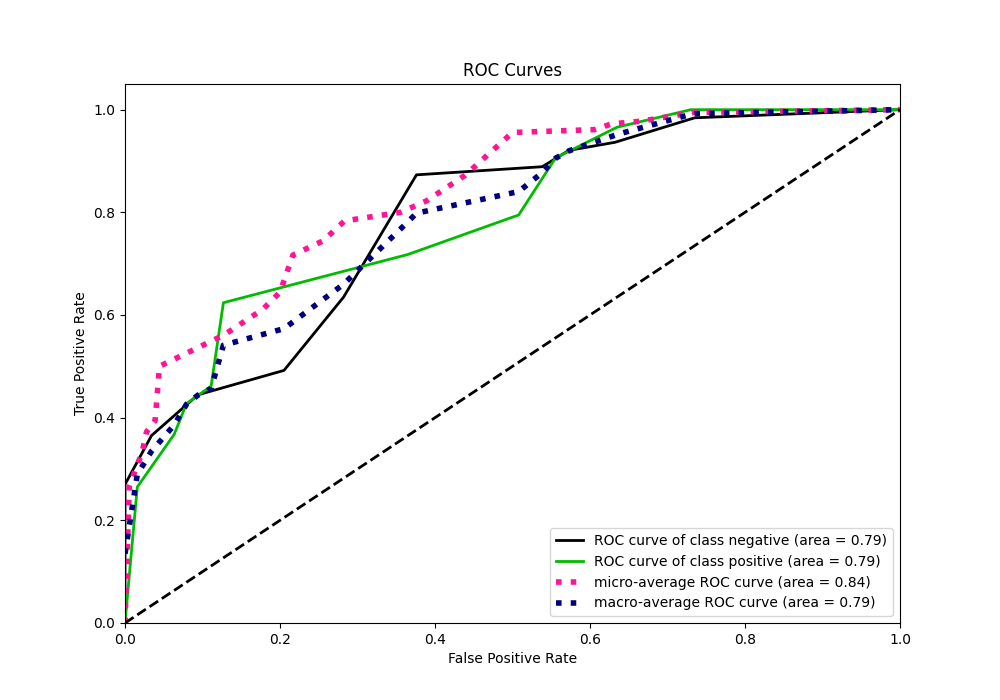 ROC Curves
True Positive Rate
1.0
0.8
0.6
0.4
0.2
0.0
ROC curve of class negative (area = 0.79)
ROC curve of class positive (area = 0.79)
micro-average ROC curve (area = 0.84)
macro-average ROC curve (area = 0.79)
0.0 0.2 0.4 0.6 0.8 1.0
False Positive Rate